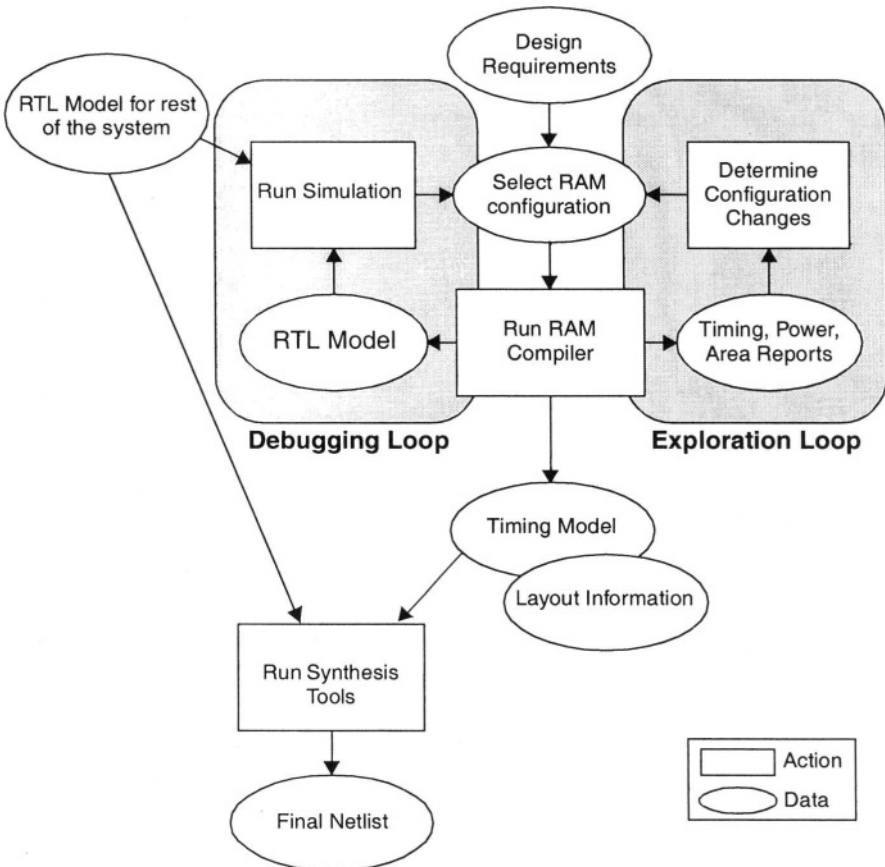 Design
Requirements
RTL Model for rest
of the system
Run Simulation
Select RAM
configuration
Determine
Configuration
Changes
RTL Model
Run RAM
Compiler
Timing, Power,
Area Reports
Debugging Loop
Exploration Loop
Timing Model
Layout Information
Run Synthesis
Tools
Final Netlist
Action
Data